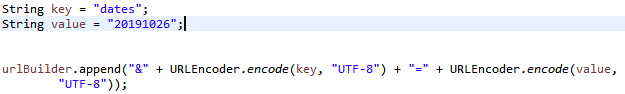 String key = "dates";
String value = "20191026";
urlBuilder.append("&" + URLEncoder.encode(key, "UTF-8") + "=" + URLEncoder.encode(value,
"UTF-8"));